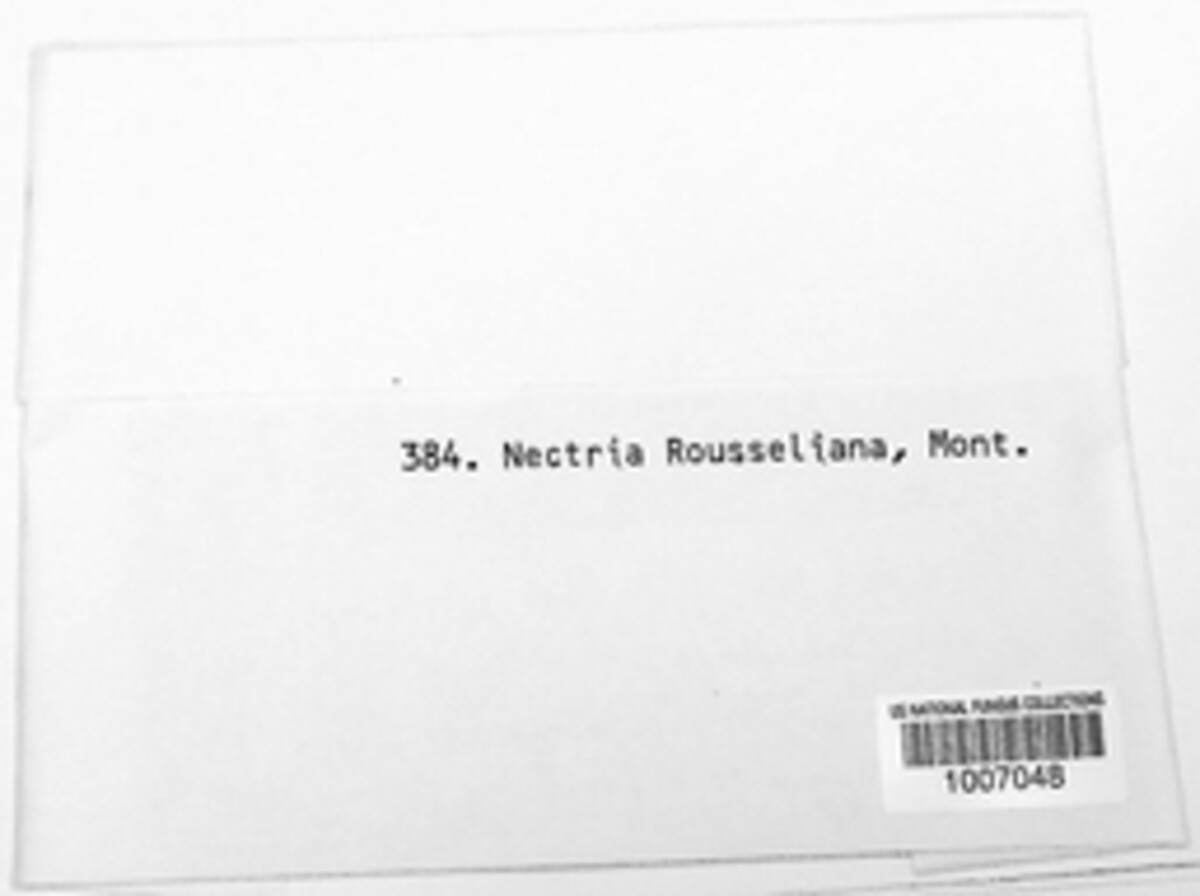 384. Nectria Rousseliana, Mont.
US NATIONAL FUNGUS COLLECTIONS
1007048